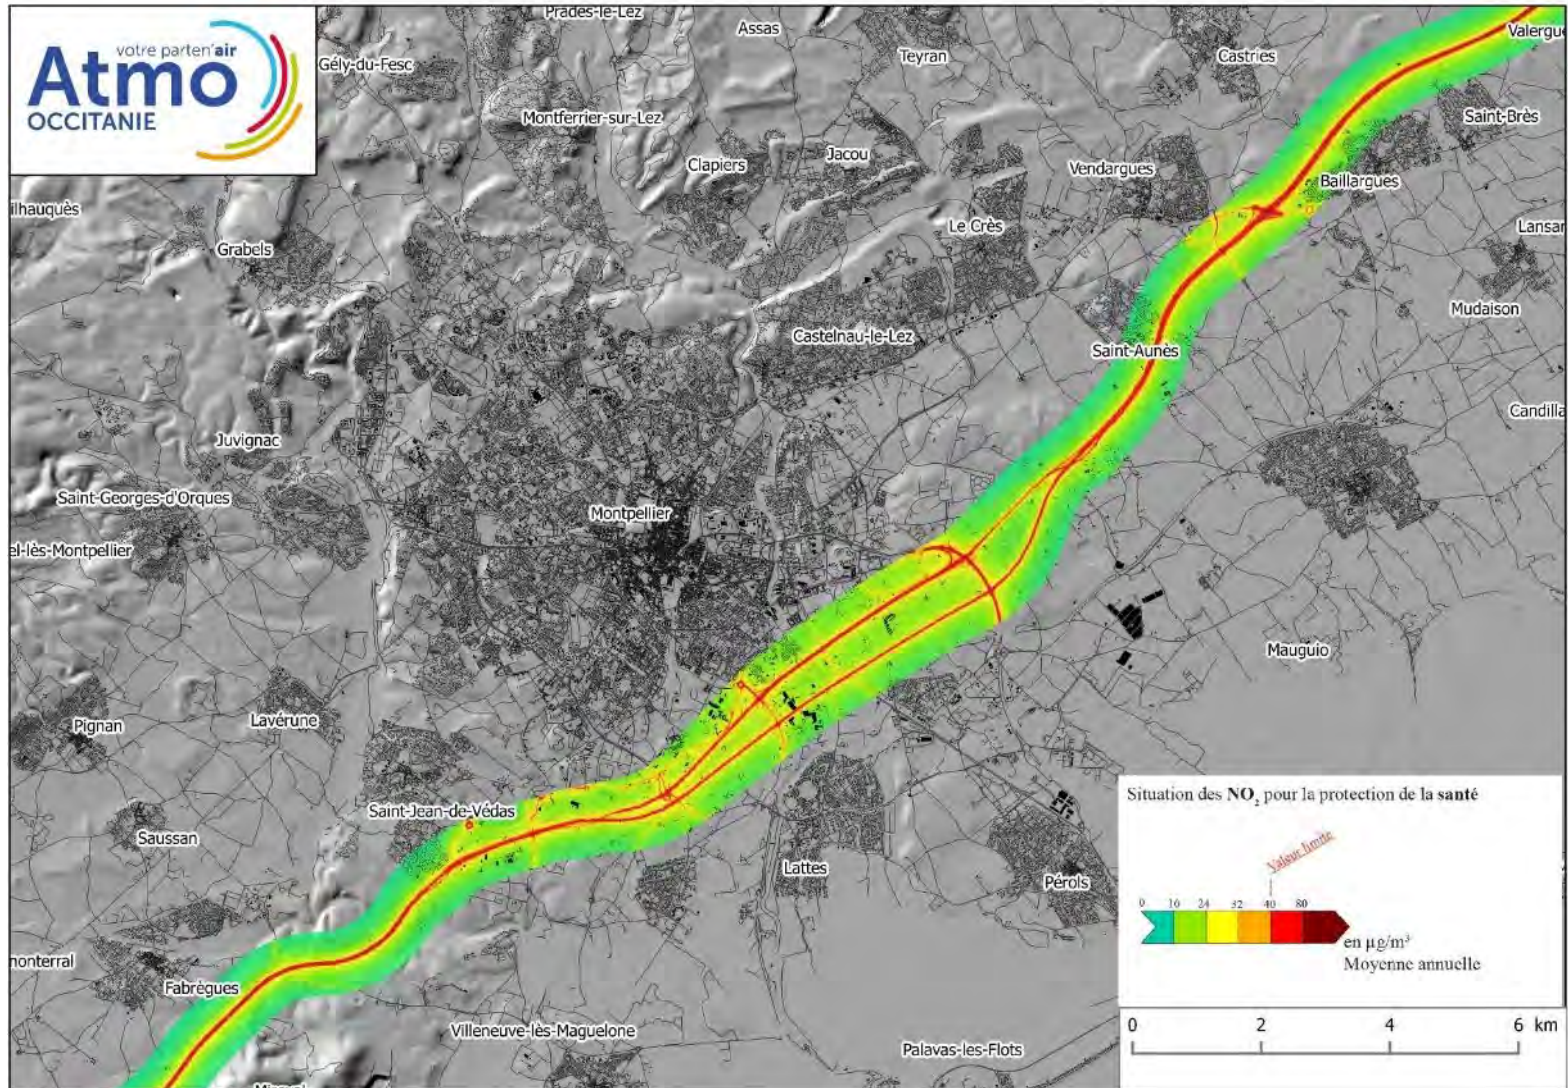 votre parten'air
Atmo
OCCITANIE
Prades-le-Lez
Assas
Teyran
Castries
Valergu
Gély-du-Fesc
Montferrier-sur-Lez
Saint-Brès
Clapiers
Jacou
Vendargues
Baillargues
ilhauquès
Grabels
Le Crès
Lansar
Mudaison
Castelnau-le-Lez
Saint-Aunès
Candilla
Juvignac
Saint-Georges-d'Orques
Montpellier
el-lès-Montpellier
Mauguio
Pignan
Lavérune
Saint-Jean-de-Védas
Saussan
Lattes
Pérols
nonterral
Fabrègues
Villeneuve-lès-Maguelone
Palavas-les-Flots
Situation des NO₂ pour la protection de la santé
Valeur limite
0 16 24 32 40 80
en µg/m³
Moyenne annuelle
0 2 4 6 km